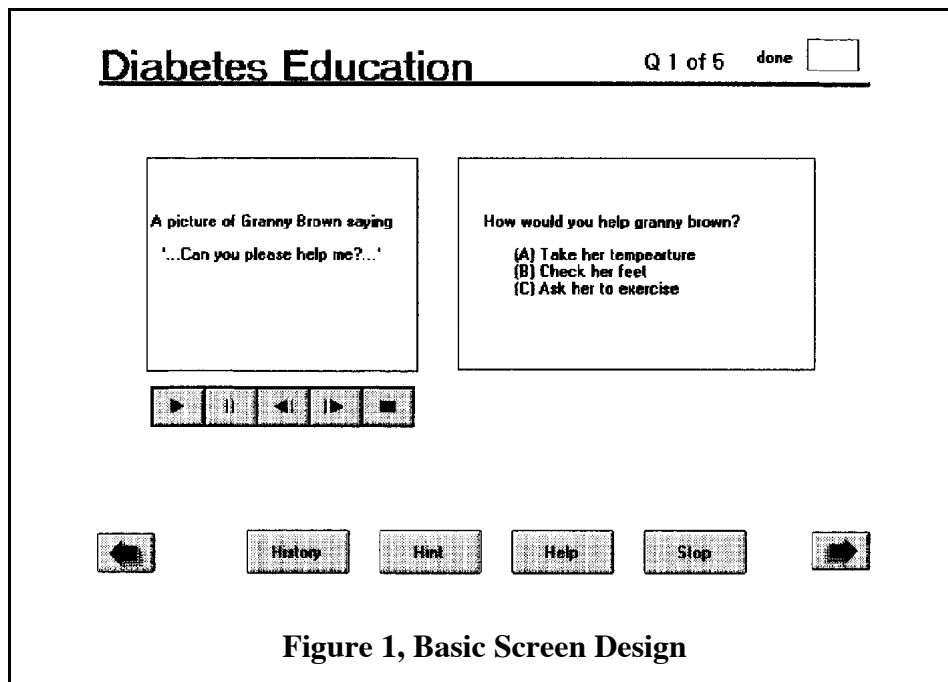 Diabetes Education
Q 1 of 5
done
A picture of Granny Brown saying
'...Can you please help me?...'
How would you help granny brown?
(A) Take her tempearture
(B) Check her feet
(C) Ask her to exercise
History
Hint
Help
Stop
Figure 1, Basic Screen Design